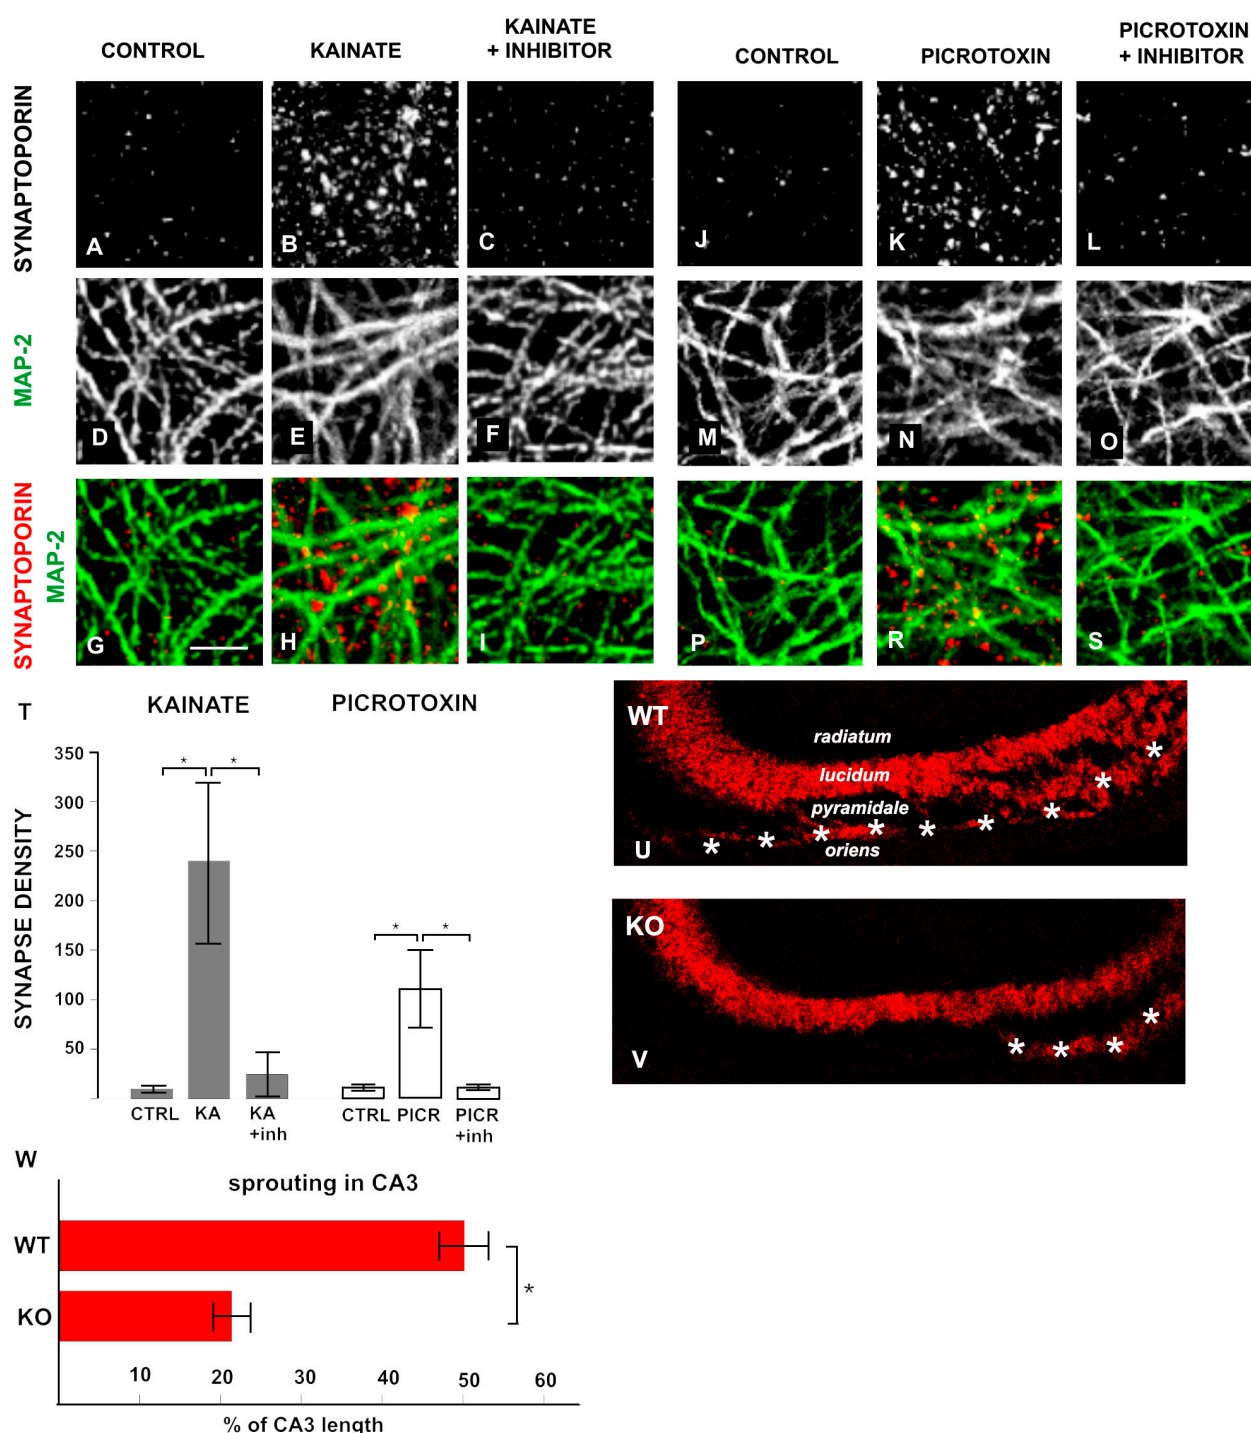 CONTROL
KAINATE
KAINATE
+ INHIBITOR
CONTROL
PICROTOXIN
PICROTOXIN
+ INHIBITOR
SYNAPTOPORIN
A
B
C
J
K
L
MAP-2
D
E
F
M
N
O
SYNAPTOPORIN
MAP-2
G
H
I
P
R
S
T
KAINATE
PICROTOXIN
SYNAPSE DENSITY
350
300
250
200
150
100
50
*
*
*
*
CTRL
KA
KA
+inh
CTRL
PICR
PICR
+inh
WT
radiatum
lucidum
pyramidale
oriens
* * * * * * * * *
U
KO
* * * *
V
W
sprouting in CA3
WT
KO
*
10 20 30 40 50 60
% of CA3 length